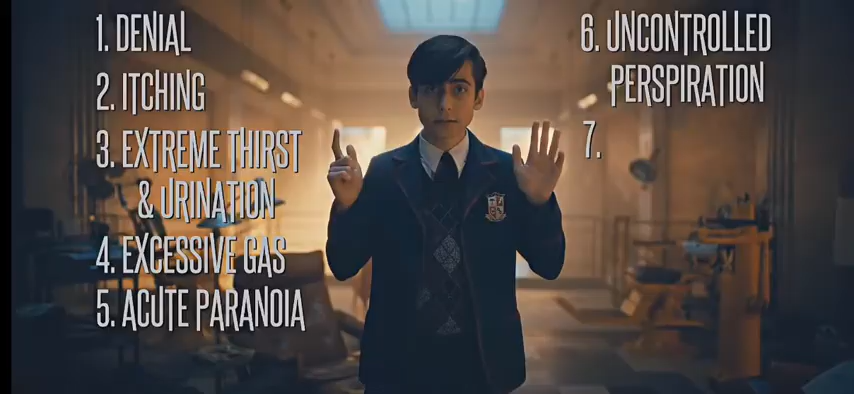 1. DENIAL
2. ITCHING
3. EXTREME THIRST
& URINATION
4. EXCESSIVE GAS
5. ACUTE PARANOIA
6. UNCONTROLLED
PERSPIRATION
7.